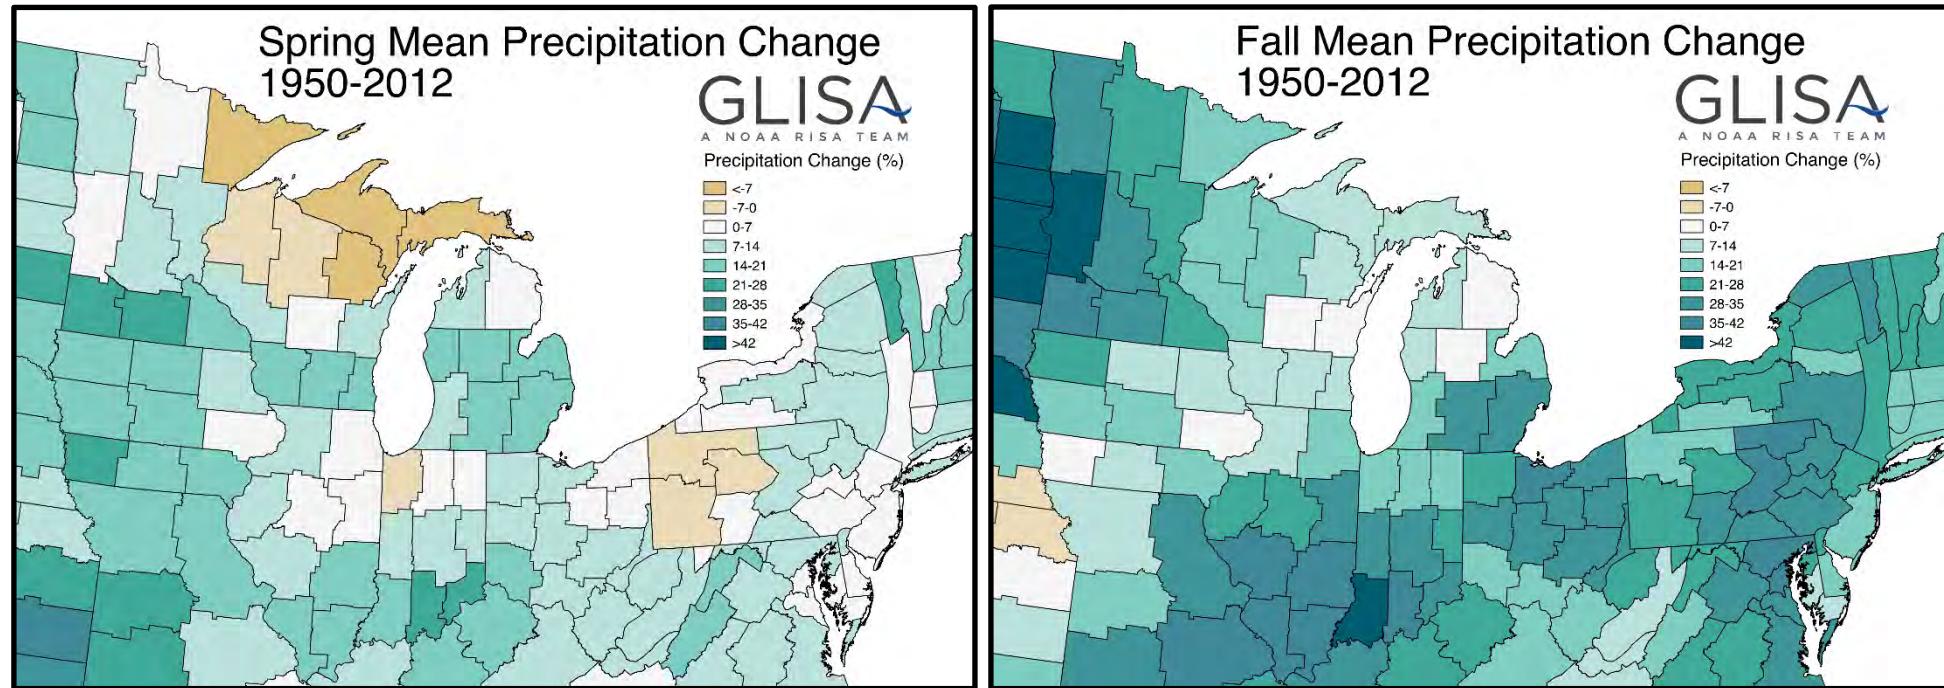 Spring Mean Precipitation Change
1950-2012
GLISA
A NOAA RISA TEAM
Precipitation Change (%)
<-7
-7-0
0-7
7-14
14-21
21-28
28-35
35-42
>42
Fall Mean Precipitation Change
1950-2012
GLISA
A NOAA RISA TEAM
Precipitation Change (%)
<-7
-7-0
0-7
7-14
14-21
21-28
28-35
35-42
>42